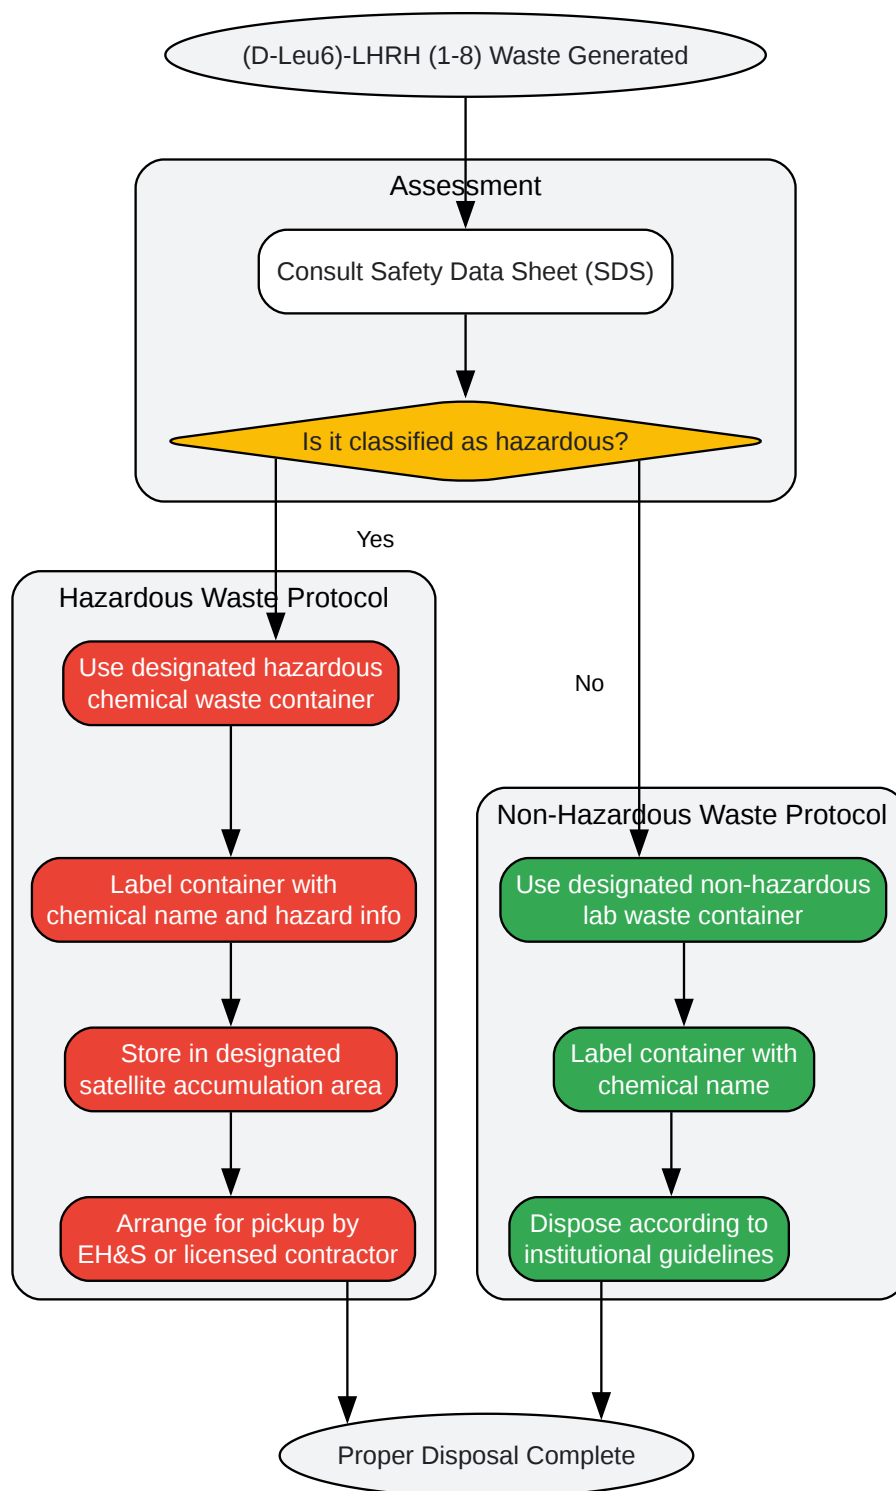 (D-Leu6)-LHRH (1-8) Waste Generated
Assessment
Consult Safety Data Sheet (SDS)
Is it classified as hazardous?
Yes
Hazardous Waste Protocol
Use designated hazardous
chemical waste container
Label container with
chemical name and hazard info
Store in designated
satellite accumulation area
Arrange for pickup by
EH&S or licensed contractor
No
Non-Hazardous Waste Protocol
Use designated non-hazardous
lab waste container
Label container with
chemical name
Dispose according to
institutional guidelines
Proper Disposal Complete